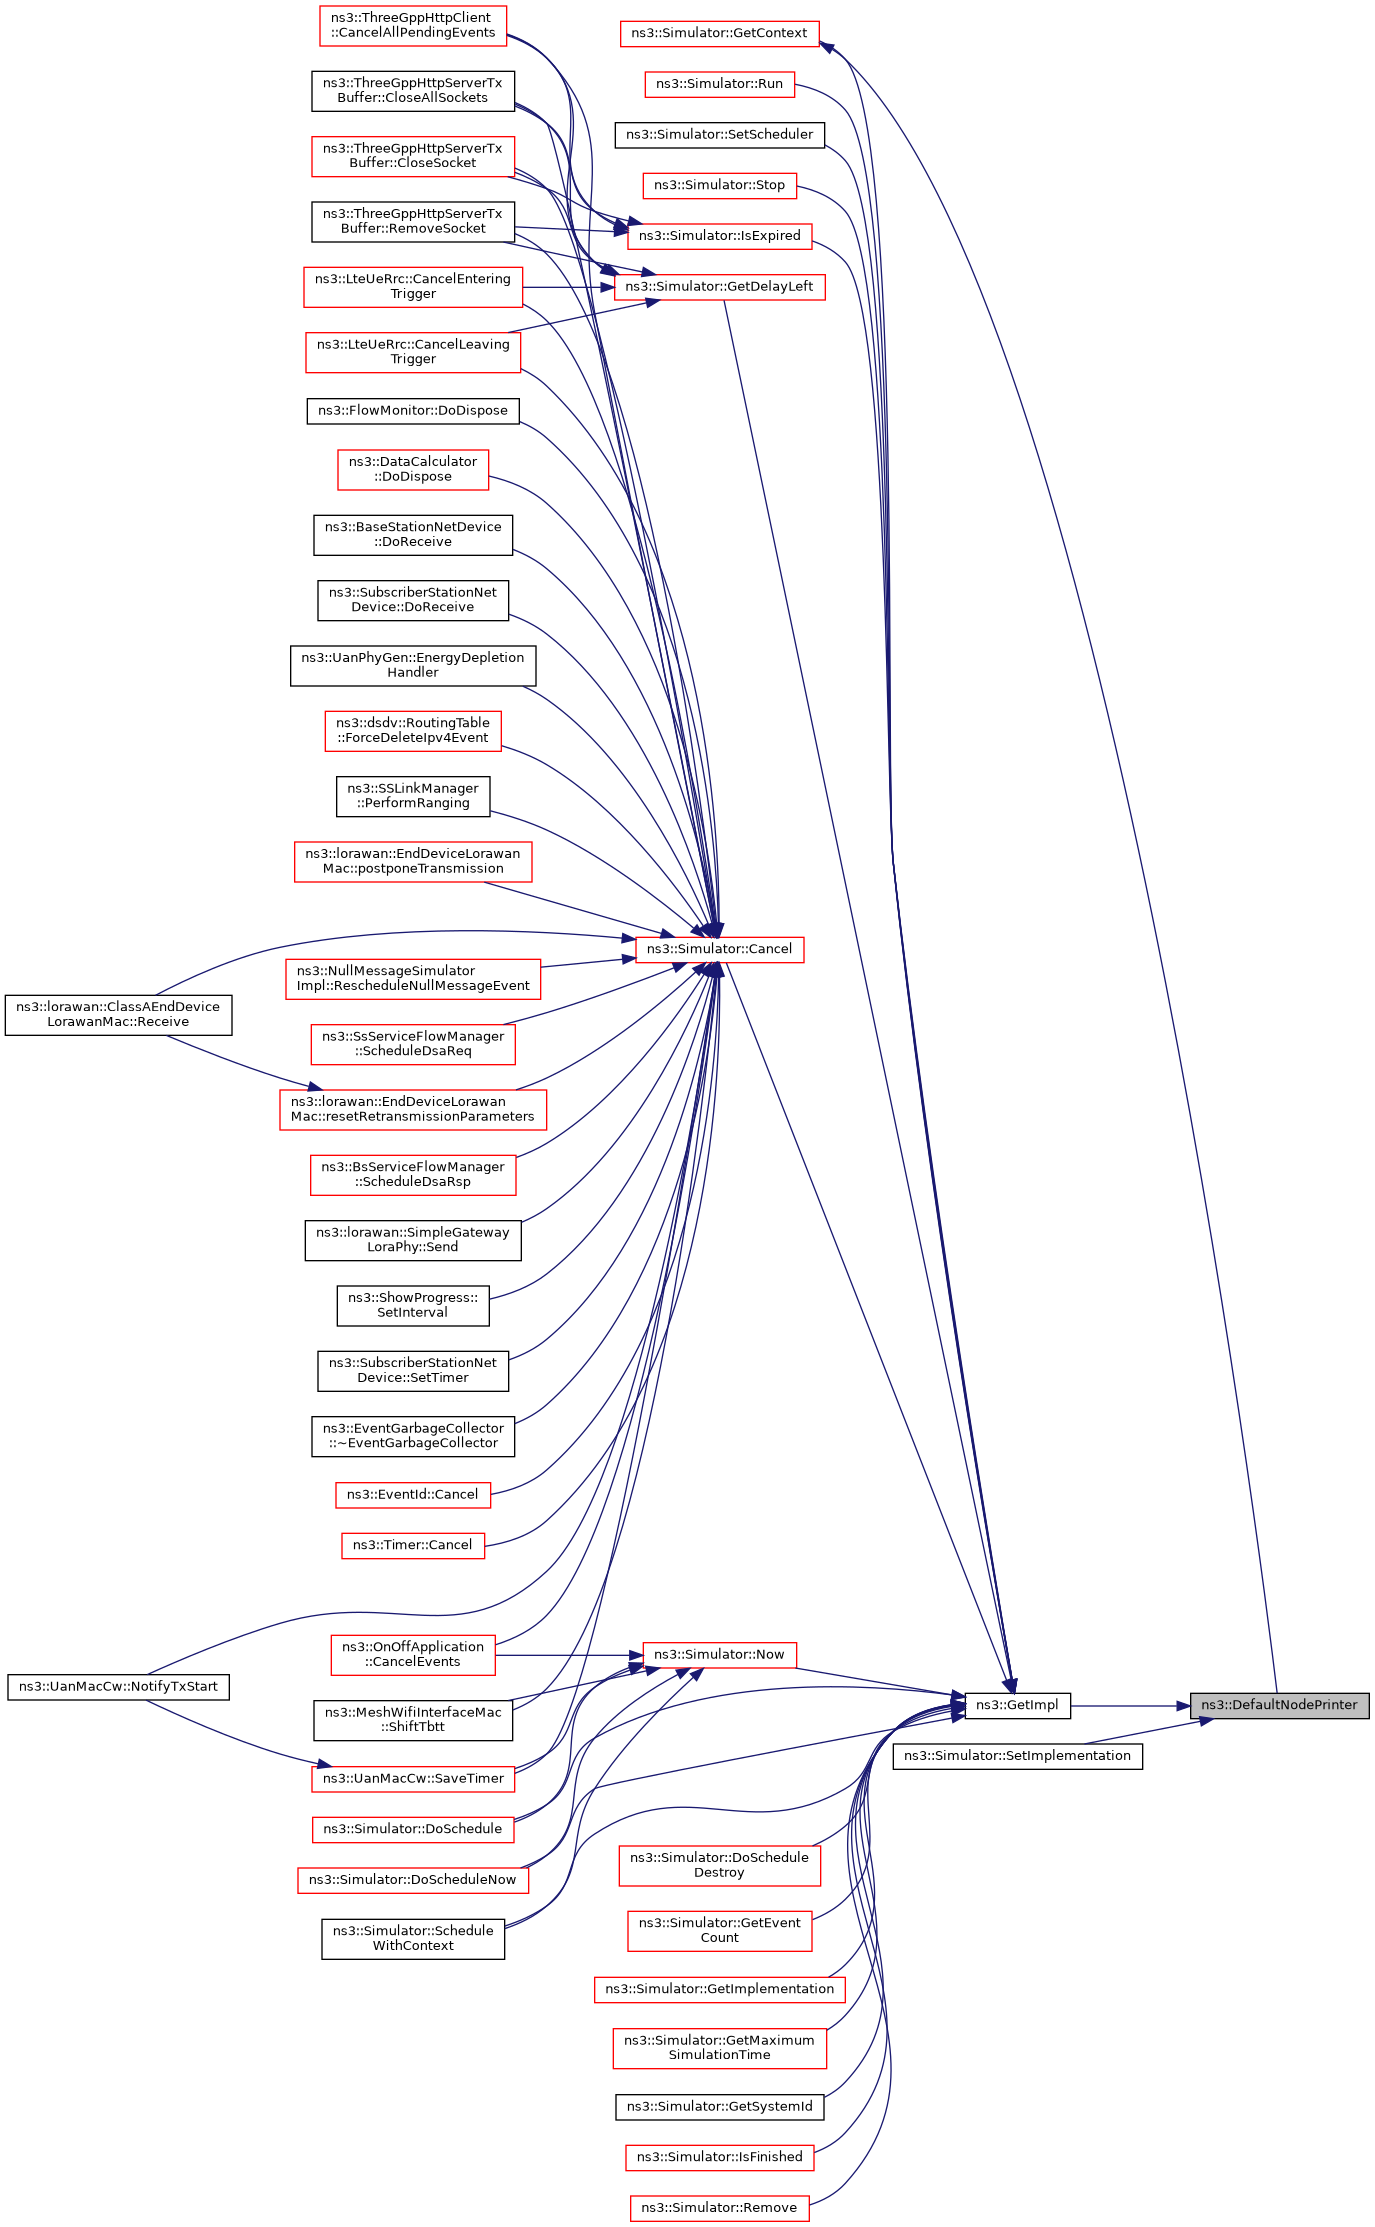 ns3::ThreeGppHttpClient
::CancelAllPendingEvents
ns3::ThreeGppHttpServerTx
Buffer::CloseAllSockets
ns3::ThreeGppHttpServerTx
Buffer::CloseSocket
ns3::ThreeGppHttpServerTx
Buffer::RemoveSocket
ns3::LteUeRrc::CancelEntering
Trigger
ns3::LteUeRrc::CancelLeaving
Trigger
ns3::FlowMonitor::DoDispose
ns3::DataCalculator
::DoDispose
ns3::BaseStationNetDevice
::DoReceive
ns3::SubscriberStationNet
Device::DoReceive
ns3::UanPhyGen::EnergyDepletion
Handler
ns3::dsdv::RoutingTable
::ForceDeleteIpv4Event
ns3::SSLinkManager
::PerformRanging
ns3::lorawan::EndDeviceLorawan
Mac::postponeTransmission
ns3::lorawan::ClassAEndDevice
LorawanMac::Receive
ns3::NullMessageSimulator
Impl::RescheduleNullMessageEvent
ns3::SsServiceFlowManager
::ScheduleDsaReq
ns3::lorawan::EndDeviceLorawan
Mac::resetRetransmissionParameters
ns3::BsServiceFlowManager
::ScheduleDsaRsp
ns3::lorawan::SimpleGateway
LoraPhy::Send
ns3::ShowProgress::
SetInterval
ns3::SubscriberStationNet
Device::SetTimer
ns3::EventGarbageCollector
::~EventGarbageCollector
ns3::EventId::Cancel
ns3::Timer::Cancel
ns3::UanMacCw::NotifyTxStart
ns3::OnOffApplication
::CancelEvents
ns3::MeshWifiInterfaceMac
::ShiftTbtt
ns3::UanMacCw::SaveTimer
ns3::Simulator::DoSchedule
ns3::Simulator::DoScheduleNow
ns3::Simulator::Schedule
WithContext
ns3::Simulator::GetContext
ns3::Simulator::Run
ns3::Simulator::SetScheduler
ns3::Simulator::Stop
ns3::Simulator::IsExpired
ns3::Simulator::GetDelayLeft
ns3::Simulator::Cancel
ns3::Simulator::Now
ns3::Simulator::DoSchedule
Destroy
ns3::Simulator::GetEvent
Count
ns3::Simulator::GetImplementation
ns3::Simulator::GetMaximum
SimulationTime
ns3::Simulator::GetSystemId
ns3::Simulator::IsFinished
ns3::Simulator::Remove
ns3::GetImpl
ns3::Simulator::SetImplementation
ns3::DefaultNodePrinter